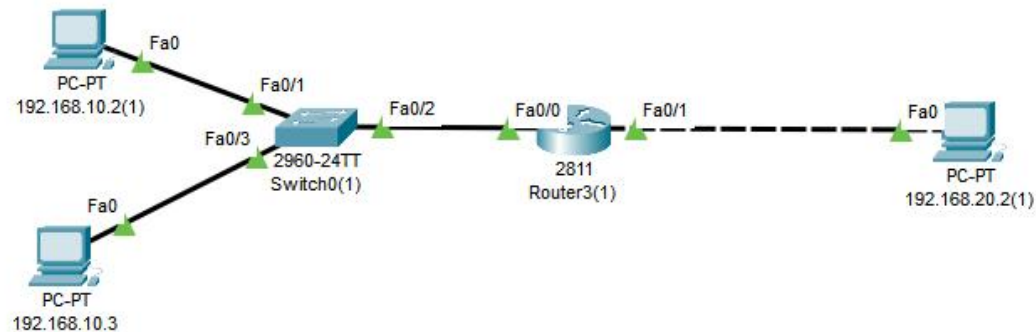 Fa0
PC-PT
192.168.10.2(1)
Fa0/1
Fa0/3
2960-24TT
Switch0(1)
Fa0/2
Fa0/0
2811
Router3(1)
Fa0/1
Fa0
PC-PT
192.168.20.2(1)
Fa0
PC-PT
192.168.10.3